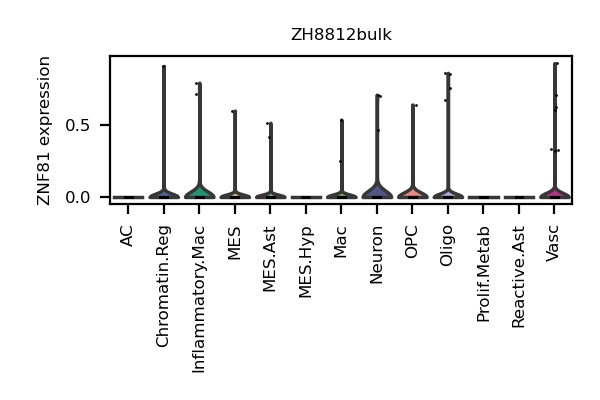 ZH8812bulk
ZNF81 expression
0.5
0.0
AC
Chromatin.Reg
Inflammatory.Mac
MES
MES.Ast
MES.Hyp
Mac
Neuron
OPC
Oligo
Prolif.Metab
Reactive.Ast
Vasc